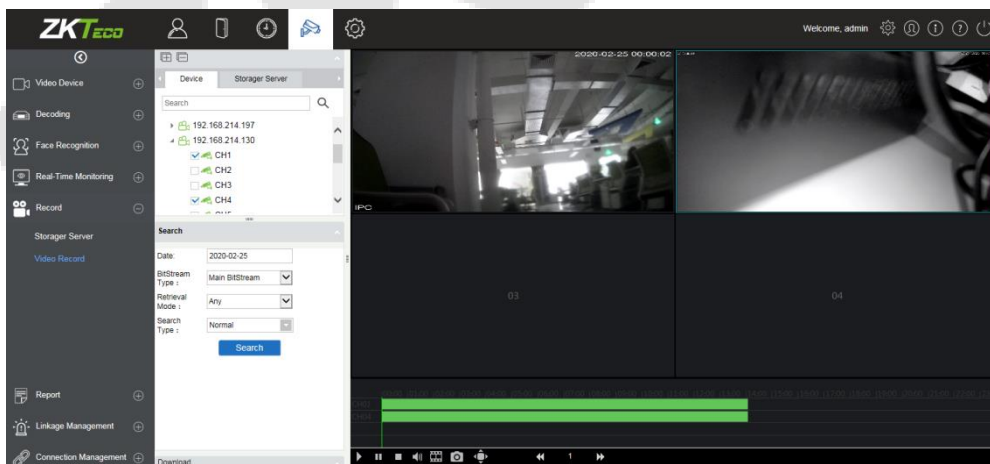 ZKTeco
Welcome, admin
Video Device
Decoding
Face Recognition
Real-Time Monitoring
Record
Storager Server
Video Record
Report
Linkage Management
Connection Management
Device
Storager Server
Search
192.168.214.197
192.168.214.130
CH1
CH2
CH3
CH4
Search
Date:
2020-02-25
BitStream
Type :
Main BitStream
Retrieval
Mode :
Any
Search
Type :
Normal
Search
Download
2020-02-25 00:00:02
IPC
03
04
1